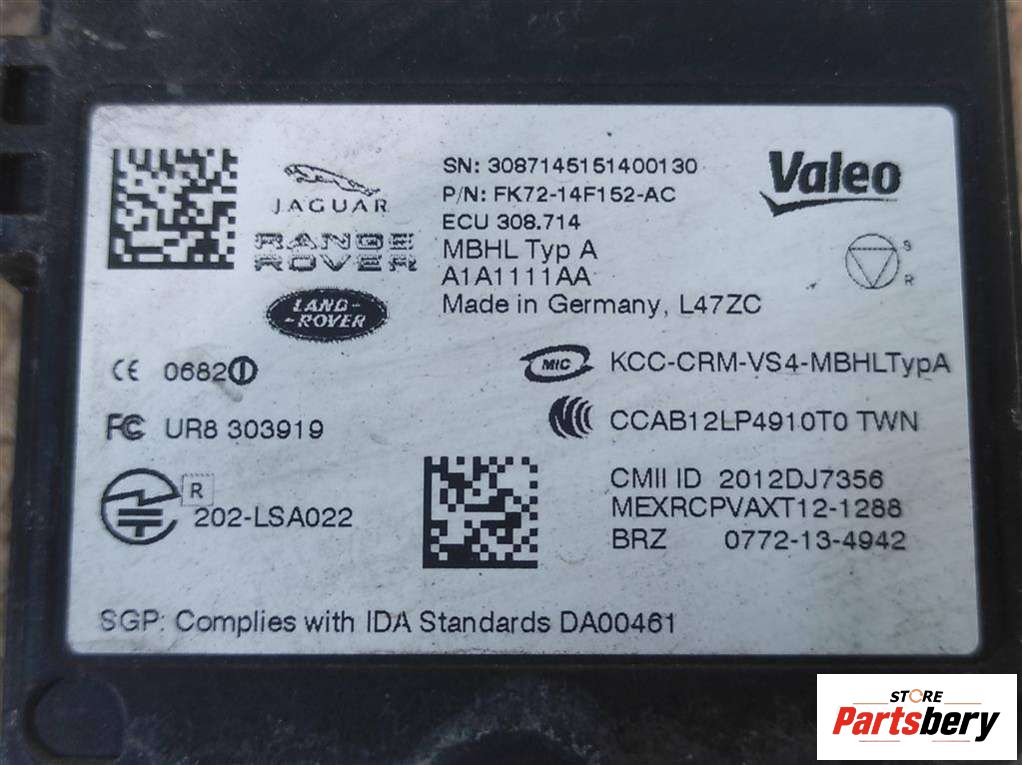 SN: 3087145151400130
P/N: FK72-14F152-AC
ECU 308.714
MBHL Typ A
A1A1111AA
Made in Germany, L47ZC
Valeo
S
R
JAGUAR
RANGE
ROVER
LAND-
-ROVER
CE 0682
FC UR8 303919
R
202-LSA022
MIC KCC-CRM-VS4-MBHLTypA
CCAB12LP4910T0 TWN
CMII ID 2012DJ7356
MEXRCPVAXT12-1288
BRZ 0772-13-4942
SGP: Complies with IDA Standards DA00461
STORE
Partsbery